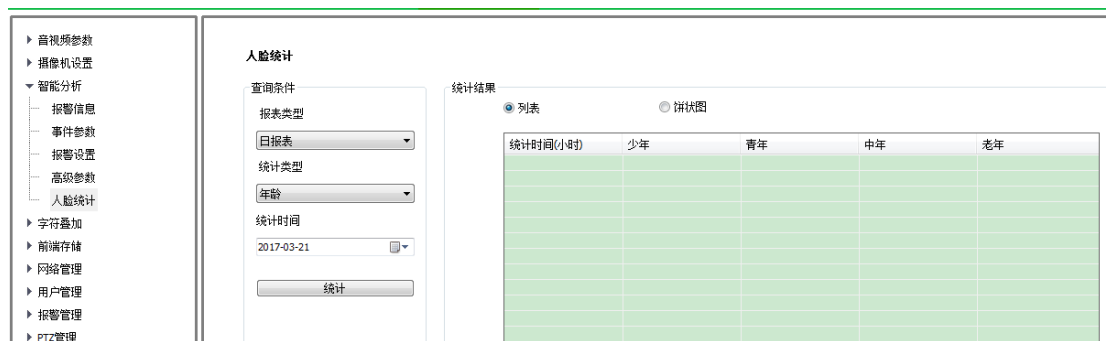 音视频参数
摄像机设置
智能分析
报警信息
事件参数
报警设置
高级参数
人脸统计
字符叠加
前端存储
网络管理
用户管理
报警管理
PTZ管理
人脸统计
查询条件
报表类型
日报表
统计类型
年龄
统计时间
2017-03-21
统计
统计结果
列表 饼状图
统计时间(小时) 少年 青年 中年 老年